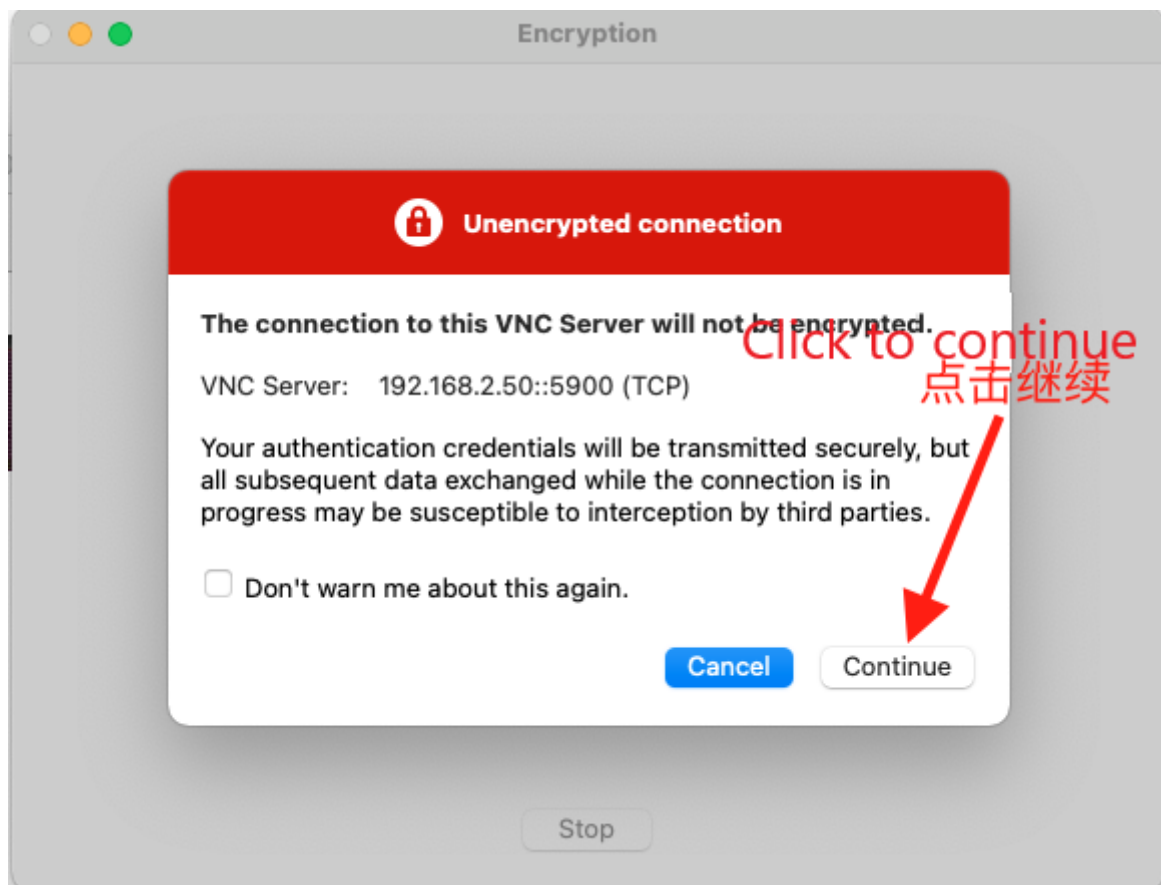 Encryption
Unencrypted connection
The connection to this VNC Server will not be encrypted.
Click to continue
点击继续
VNC Server: 192.168.2.50::5900 (TCP)
Your authentication credentials will be transmitted securely, but
all subsequent data exchanged while the connection is in
progress may be susceptible to interception by third parties.
Don't warn me about this again.
Cancel Continue
Stop